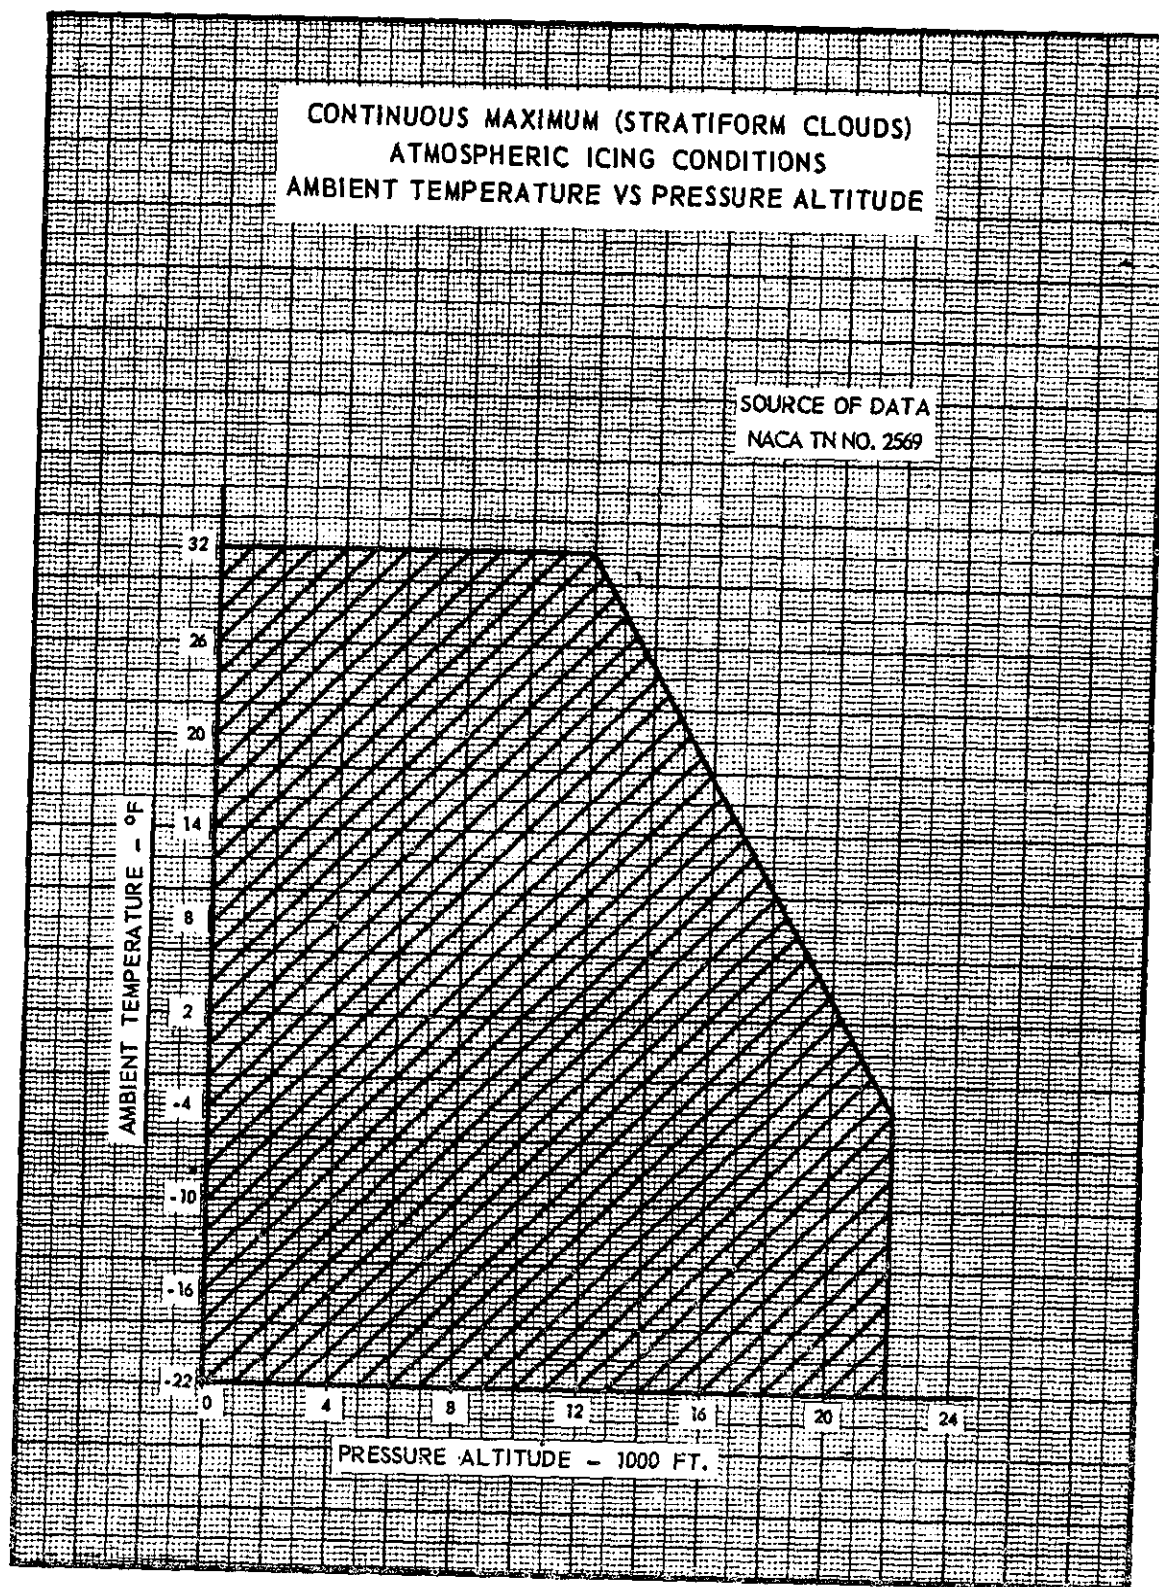 CONTINUOUS MAXIMUM (STRATIFORM CLOUDS)
ATMOSPHERIC ICING CONDITIONS
AMBIENT TEMPERATURE VS PRESSURE ALTITUDE
SOURCE OF DATA
NACA TN NO. 2569
32
26
20
14
8
2
-4
-10
-16
-22
AMBIENT TEMPERATURE - °F
0 4 8 12 16 20 24
PRESSURE ALTITUDE - 1000 FT.